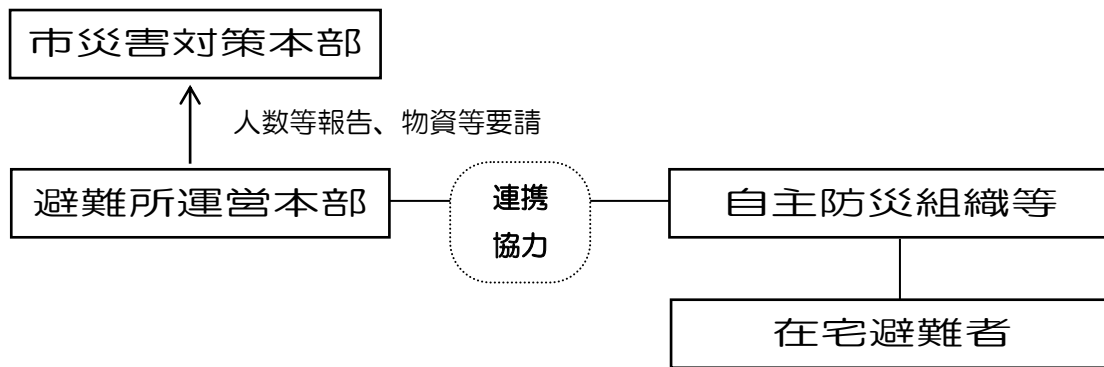 市災害対策本部
人数等報告、物資等要請
避難所運営本部
連携
協力
自主防災組織等
在宅避難者